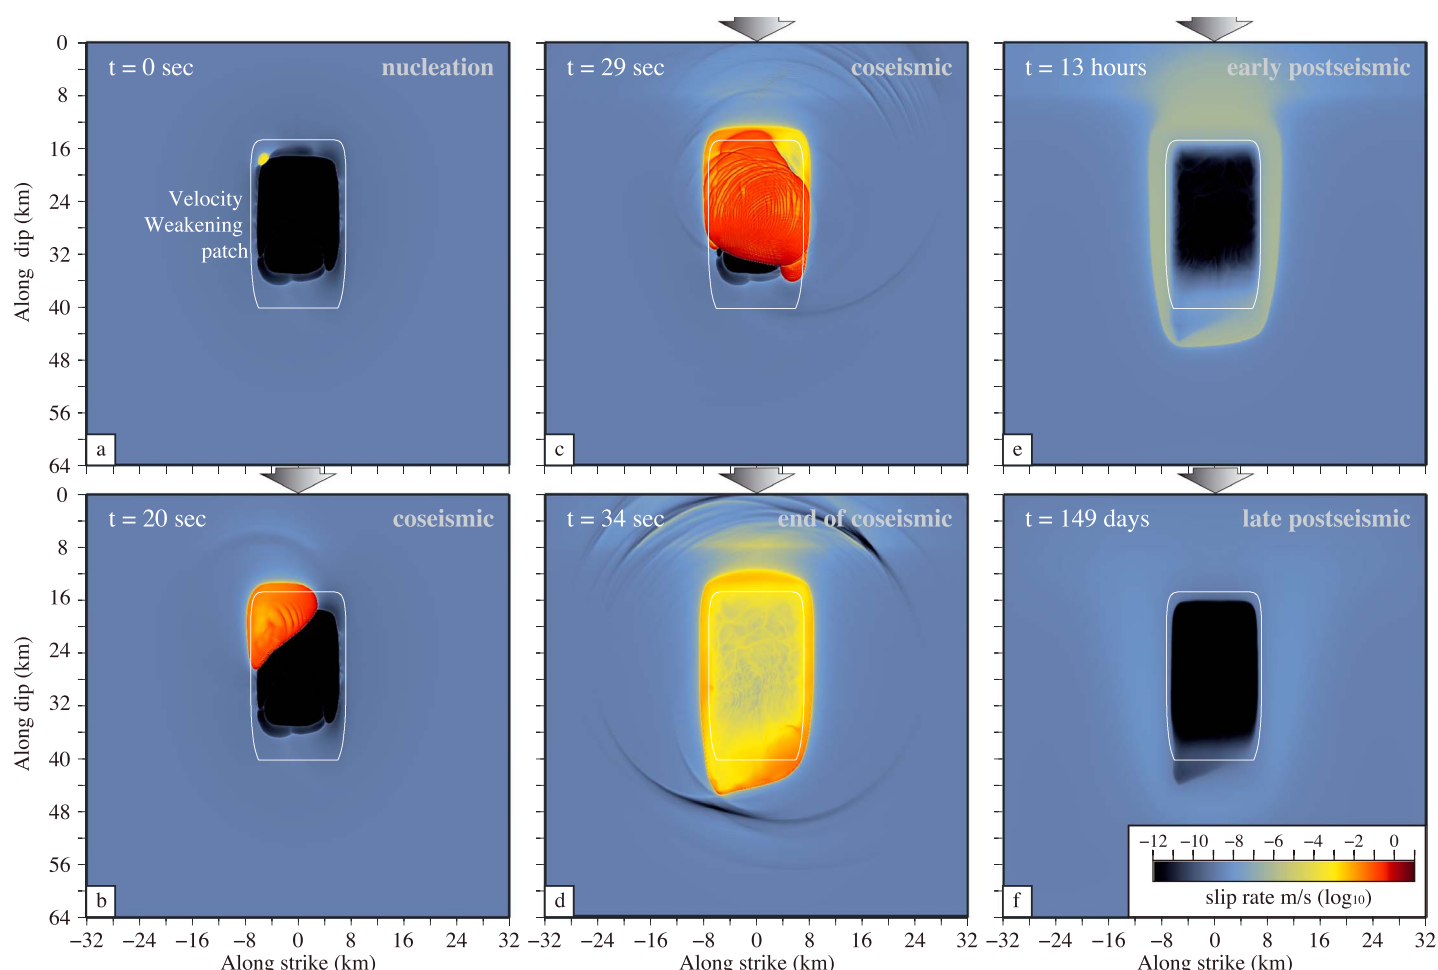 t = 0 sec nucleation
t = 29 sec coseismic
t = 13 hours early postseismic
0
8
16
24
32
40
48
56
64
Along dip (km)
Velocity
Weakening
patch
a
c
e
t = 20 sec coseismic
t = 34 sec end of coseismic
t = 149 days late postseismic
0
8
16
24
32
40
48
56
64
Along dip (km)
−12 −10 −8 −6 −4 −2 0
slip rate m/s (log10)
b
d
f
−32 −24 −16 −8 0 8 16 24 32
−24 −16 −8 0 8 16 24 32
−24 −16 −8 0 8 16 24 32
Along strike (km)
Along strike (km)
Along strike (km)